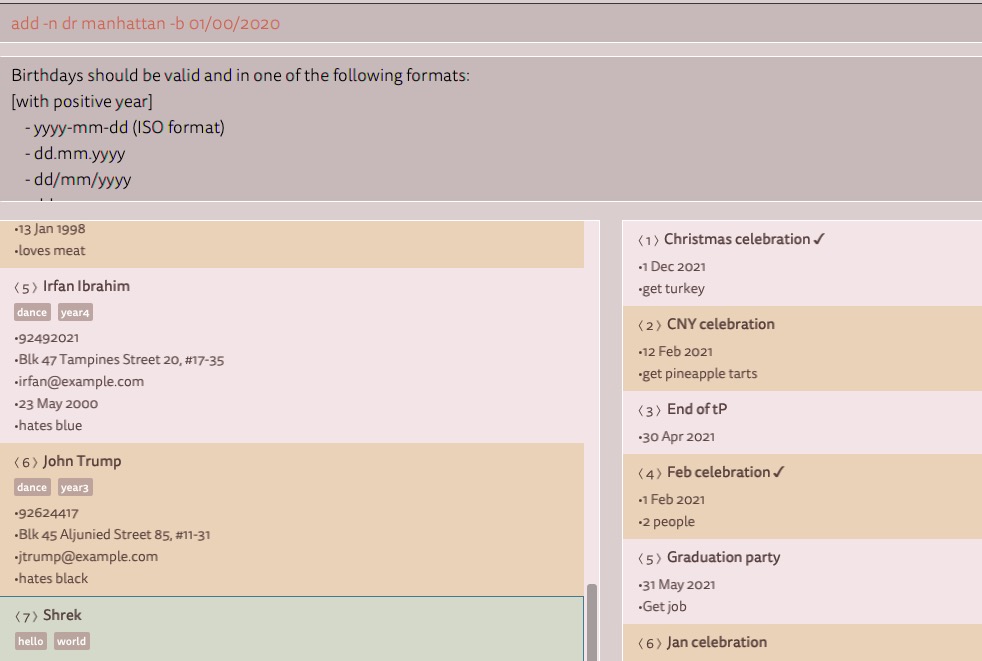 add -n dr manhattan -b 01/00/2020
Birthdays should be valid and in one of the following formats:
[with positive year]
- yyyy-mm-dd (ISO format)
- dd.mm.yyyy
- dd/mm/yyyy
•13 Jan 1998
•loves meat
〈 5 〉 Irfan Ibrahim
dance year4
•92492021
•Blk 47 Tampines Street 20, #17-35
•irfan@example.com
•23 May 2000
•hates blue
〈 6 〉 John Trump
dance year3
•92624417
•Blk 45 Aljunied Street 85, #11-31
•jtrump@example.com
•hates black
〈 7 〉 Shrek
hello world
〈 1 〉 Christmas celebration ✓
•1 Dec 2021
•get turkey
〈 2 〉 CNY celebration
•12 Feb 2021
•get pineapple tarts
〈 3 〉 End of tP
•30 Apr 2021
〈 4 〉 Feb celebration ✓
•1 Feb 2021
•2 people
〈 5 〉 Graduation party
•31 May 2021
•Get job
〈 6 〉 Jan celebration